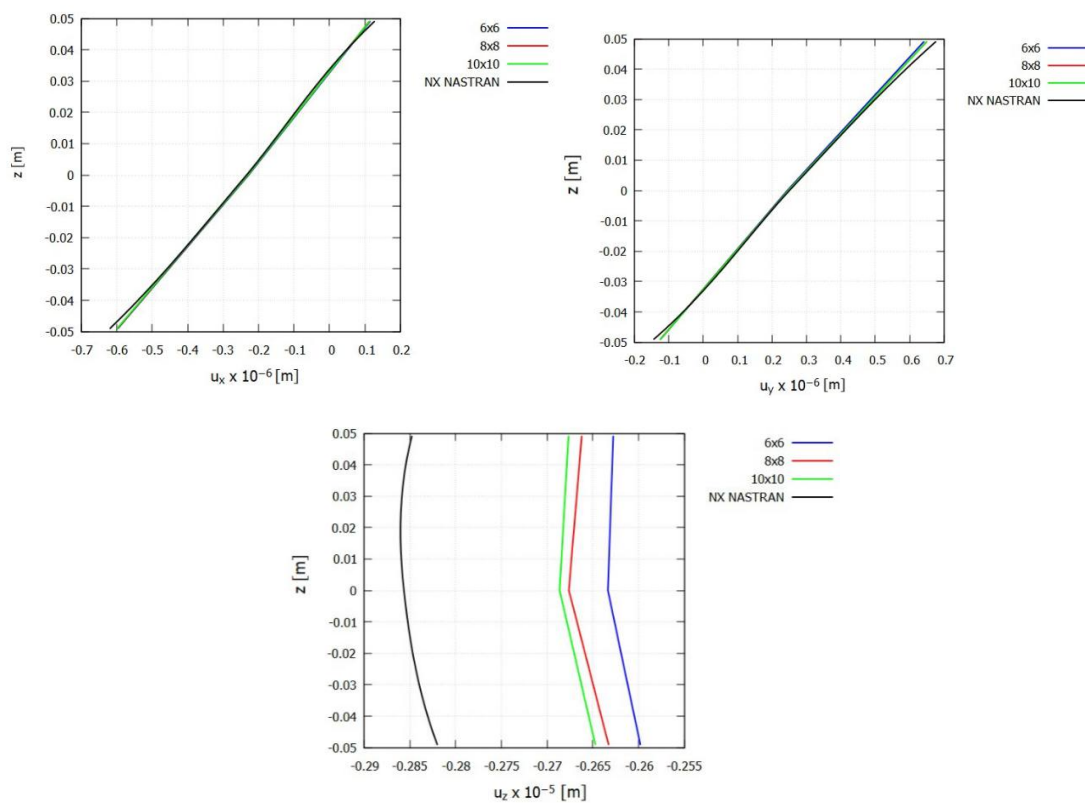 0.05
0.04
0.03
0.02
0.01
0
-0.01
-0.02
-0.03
-0.04
-0.05
z [m]
-0.7 -0.6 -0.5 -0.4 -0.3 -0.2 -0.1 0 0.1 0.2
u_x x 10^-6 [m]
6x6
8x8
10x10
NX NASTRAN
0.05
0.04
0.03
0.02
0.01
0
-0.01
-0.02
-0.03
-0.04
-0.05
z [m]
-0.2 -0.1 0 0.1 0.2 0.3 0.4 0.5 0.6 0.7
u_y x 10^-6 [m]
6x6
8x8
10x10
NX NASTRAN
0.05
0.04
0.03
0.02
0.01
0
-0.01
-0.02
-0.03
-0.04
-0.05
z [m]
-0.29 -0.285 -0.28 -0.275 -0.27 -0.265 -0.26 -0.255
u_z x 10^-5 [m]
6x6
8x8
10x10
NX NASTRAN